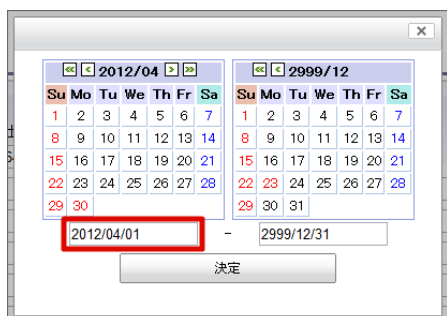 ×
« < 2012/04 > » « < 2999/12
Su Mo Tu We Th Fr Sa Su Mo Tu We Th Fr Sa
1 2 3 4 5 6 7 1 2 3 4 5 6 7
8 9 10 11 12 13 14 8 9 10 11 12 13 14
15 16 17 18 19 20 21 15 16 17 18 19 20 21
22 23 24 25 26 27 28 22 23 24 25 26 27 28
29 30 29 30 31
2012/04/01 - 2999/12/31
決定